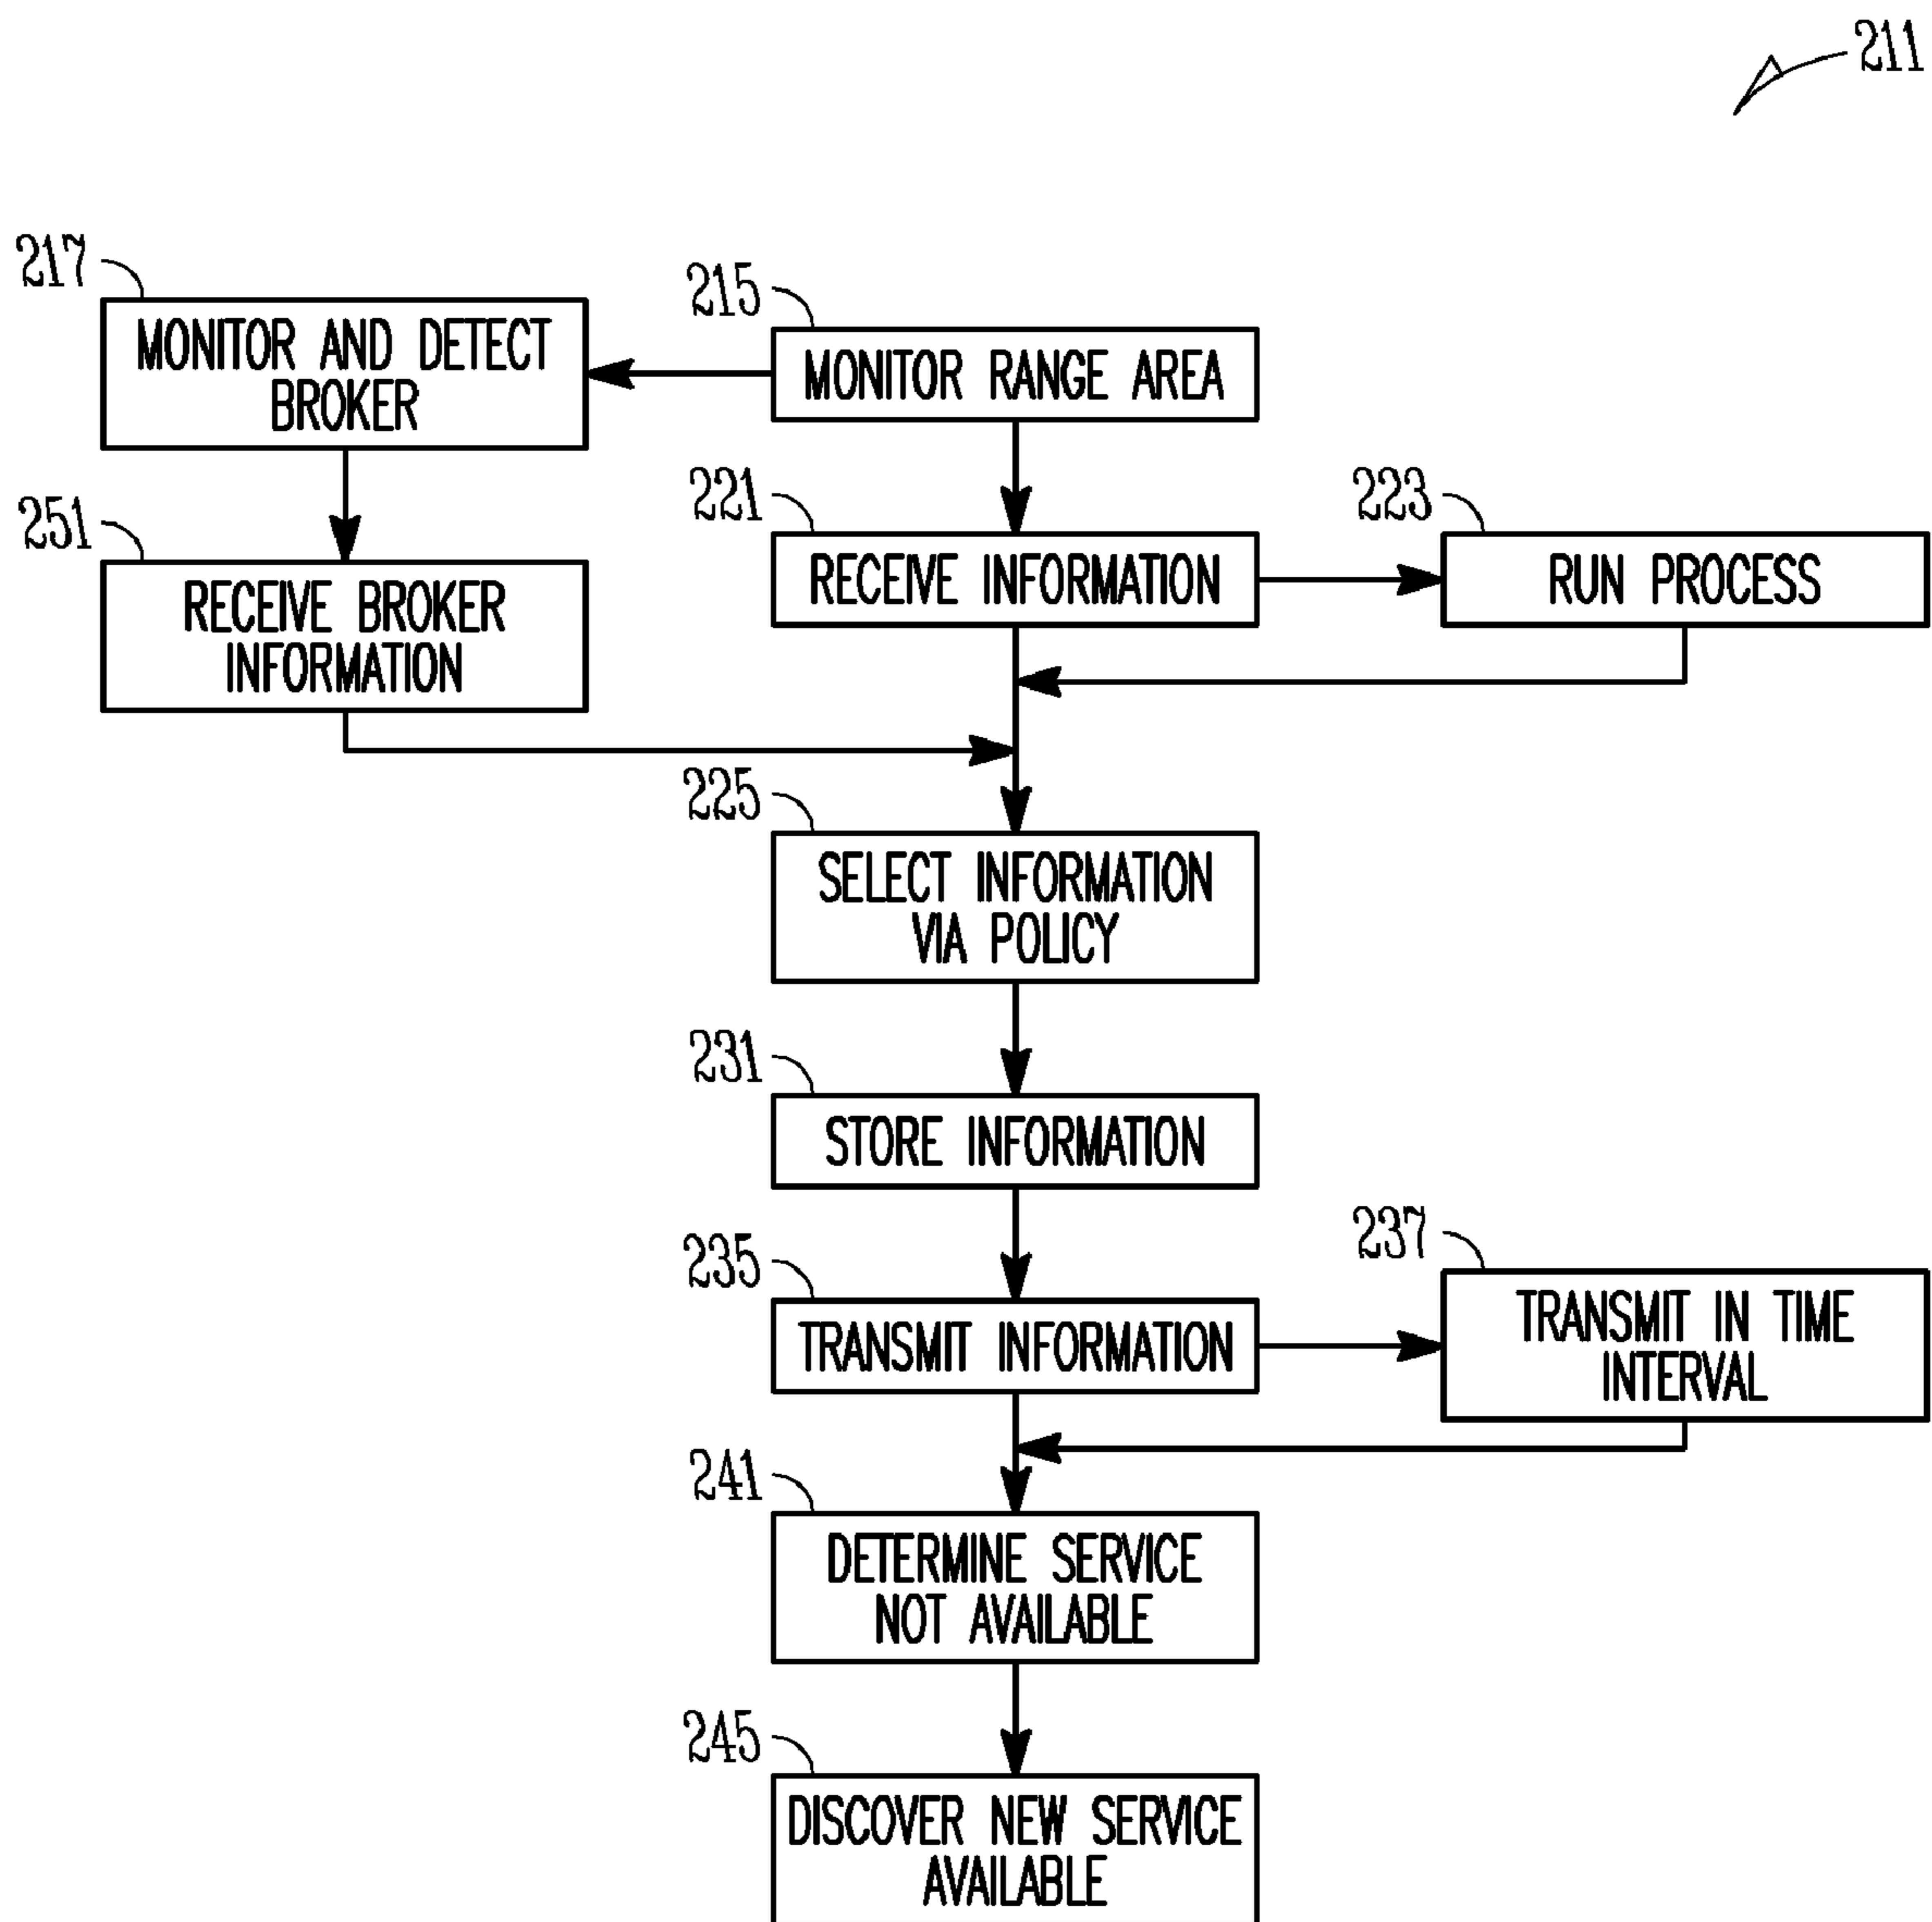 211
217
MONITOR AND DETECT
BROKER
215
MONITOR RANGE AREA
251
RECEIVE BROKER
INFORMATION
221
RECEIVE INFORMATION
223
RUN PROCESS
225
SELECT INFORMATION
VIA POLICY
231
STORE INFORMATION
235
TRANSMIT INFORMATION
237
TRANSMIT IN TIME
INTERVAL
241
DETERMINE SERVICE
NOT AVAILABLE
245
DISCOVER NEW SERVICE
AVAILABLE